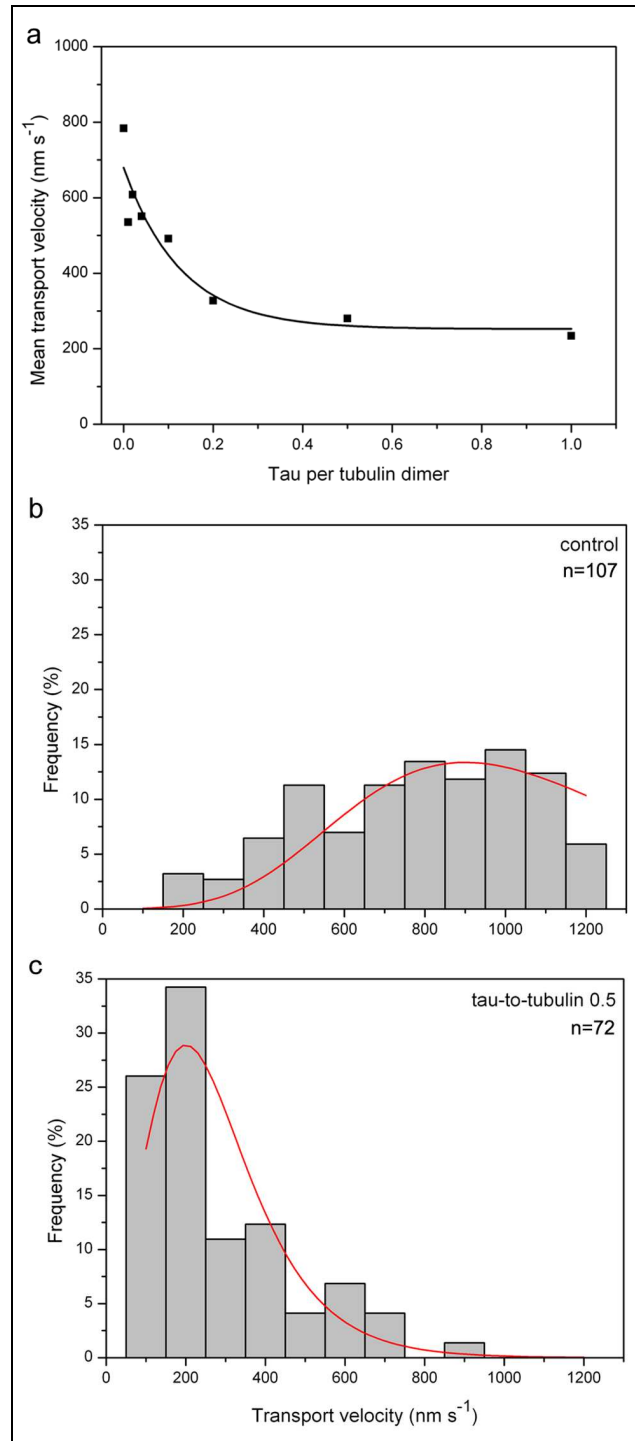 a
1000
800
600
400
200
0
Mean transport velocity (nm s⁻¹)
0.0 0.2 0.4 0.6 0.8 1.0
Tau per tubulin dimer
b
35
30
25
20
15
10
5
0
Frequency (%)
control
n=107
0 200 400 600 800 1000 1200
c
35
30
25
20
15
10
5
0
Frequency (%)
tau-to-tubulin 0.5
n=72
0 200 400 600 800 1000 1200
Transport velocity (nm s⁻¹)